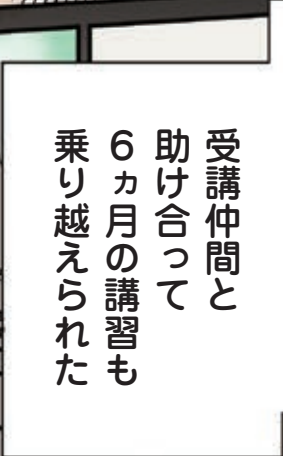 受講仲間と
助け合って
６ヵ月の講習も
乗り越えられた